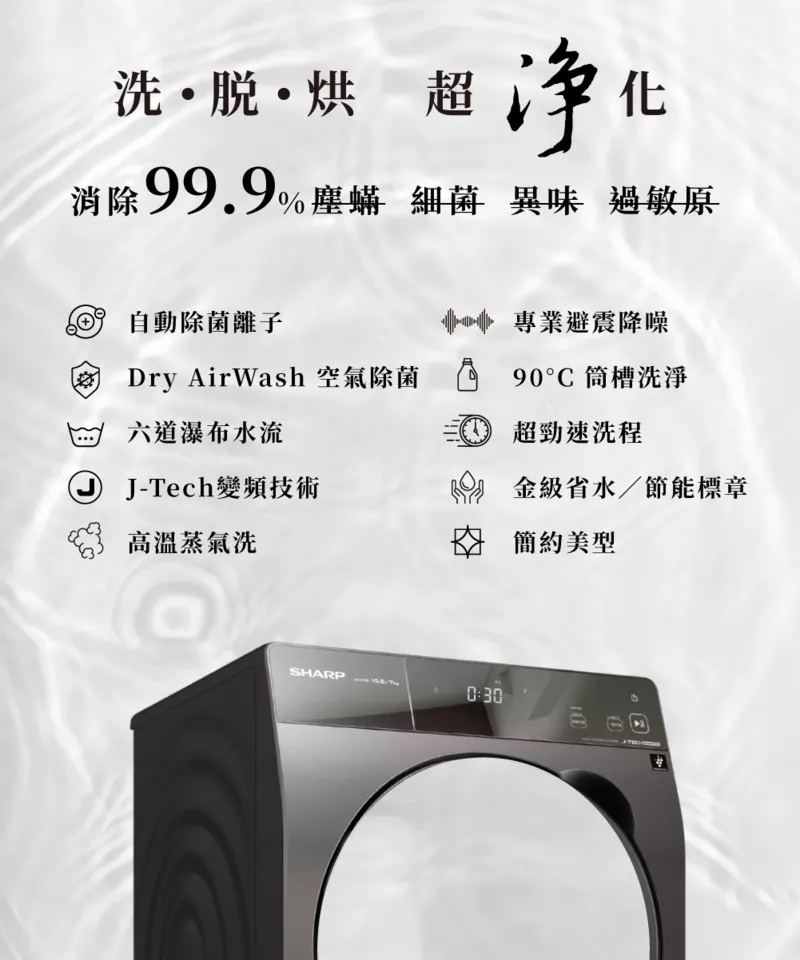 洗・脱・烘 超淨化
消除99.9%塵蟎 細菌 異味 過敏原
自動除菌離子
專業避震降噪
Dry AirWash 空氣除菌
90°C 筒槽洗淨
六道瀑布水流
超勁速洗程
J-Tech變頻技術
金級省水／節能標章
高溫蒸氣洗
簡約美型
SHARP
10.5/7kg
0:30